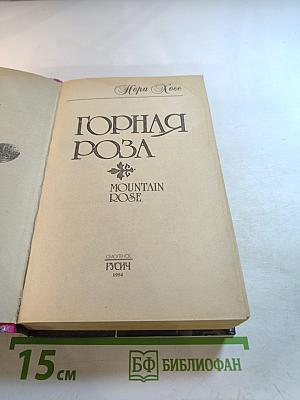 Нора Хесс
ГОРНАЯ
РОЗА
MOUNTAIN
ROSE
СМОЛЕНСК
РУСИЧ
1994
15 см
БФ БИБЛИОФАН